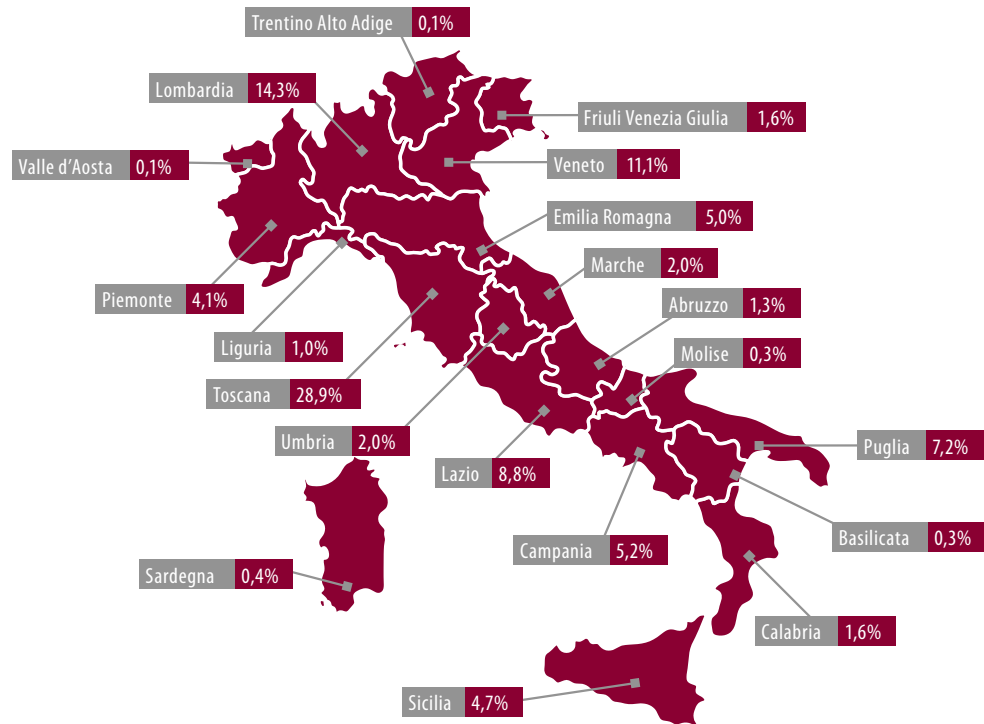 Trentino Alto Adige 0,1%
Lombardia 14,3%
Friuli Venezia Giulia 1,6%
Valle d'Aosta 0,1%
Veneto 11,1%
Emilia Romagna 5,0%
Marche 2,0%
Piemonte 4,1%
Abruzzo 1,3%
Liguria 1,0%
Molise 0,3%
Toscana 28,9%
Umbria 2,0%
Puglia 7,2%
Lazio 8,8%
Basilicata 0,3%
Campania 5,2%
Sardegna 0,4%
Calabria 1,6%
Sicilia 4,7%